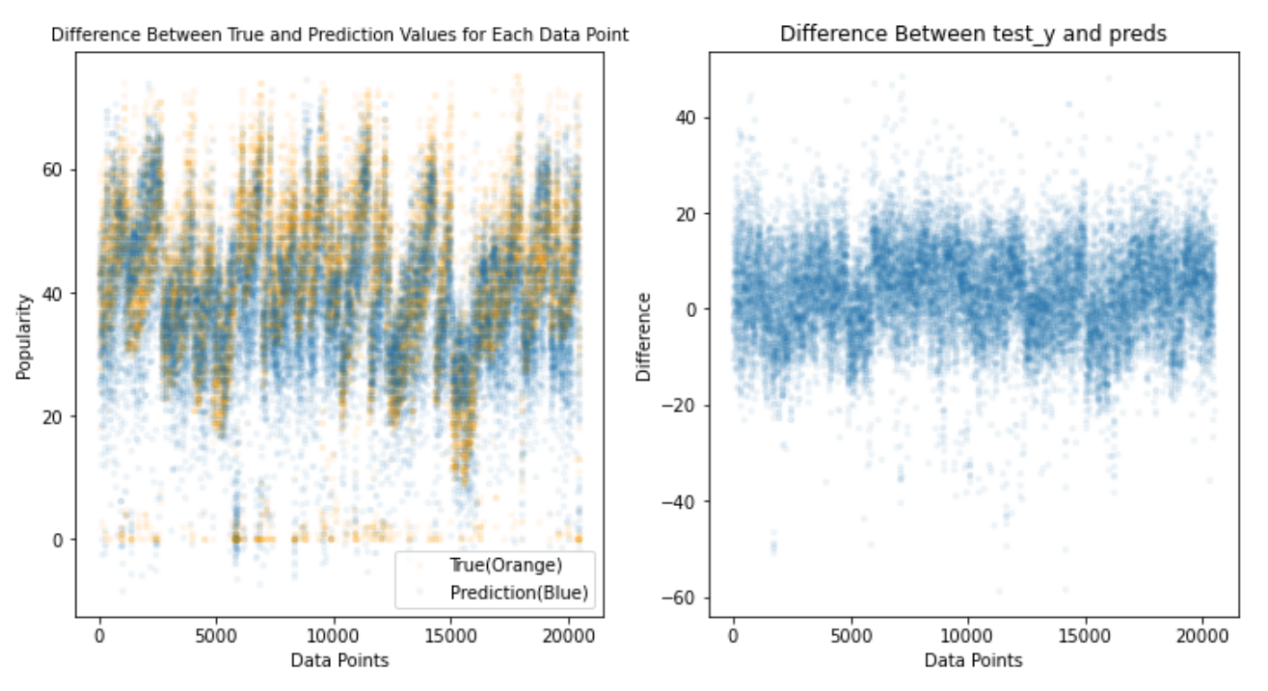 Difference Between True and Prediction Values for Each Data Point
Popularity
60
40
20
0
True(Orange)
Prediction(Blue)
0 5000 10000 15000 20000
Data Points
Difference Between test_y and preds
Difference
40
20
0
−20
−40
−60
0 5000 10000 15000 20000
Data Points